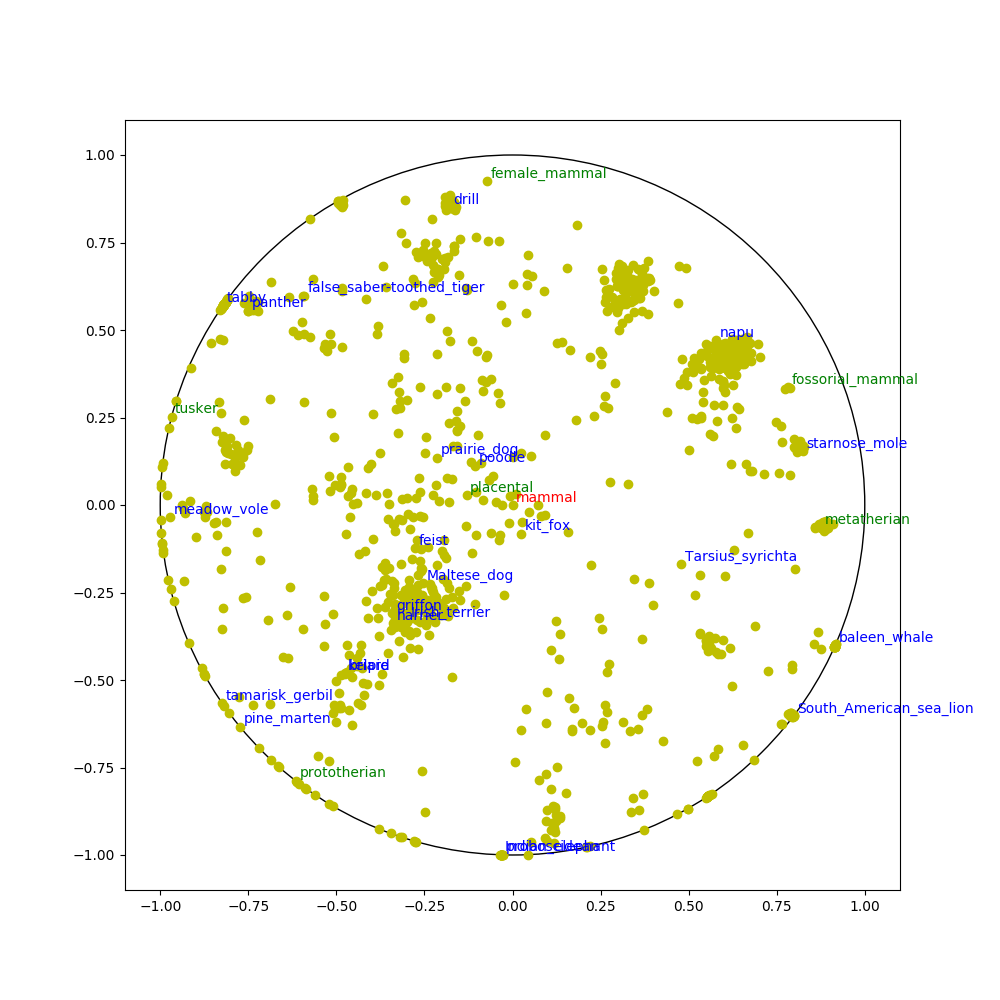 1.00
female_mammal
drill
0.75
false_saber-toothed_tiger
tabby
panther
0.50
napu
fossorial_mammal
tusker
0.25
starnose_mole
prairie_dog
poodle
placental
mammal
0.00
meadow_vole
metatherian
kit_fox
feist
Tarsius_syrichta
Maltese_dog
−0.25
griffon
Irish_terrier
harrier
baleen_whale
kelpie
−0.50
tamarisk_gerbil
South_American_sea_lion
pine_marten
−0.75
prototherian
−1.00
−1.00 −0.75 −0.50 −0.25 0.00 0.25 0.50 0.75 1.00